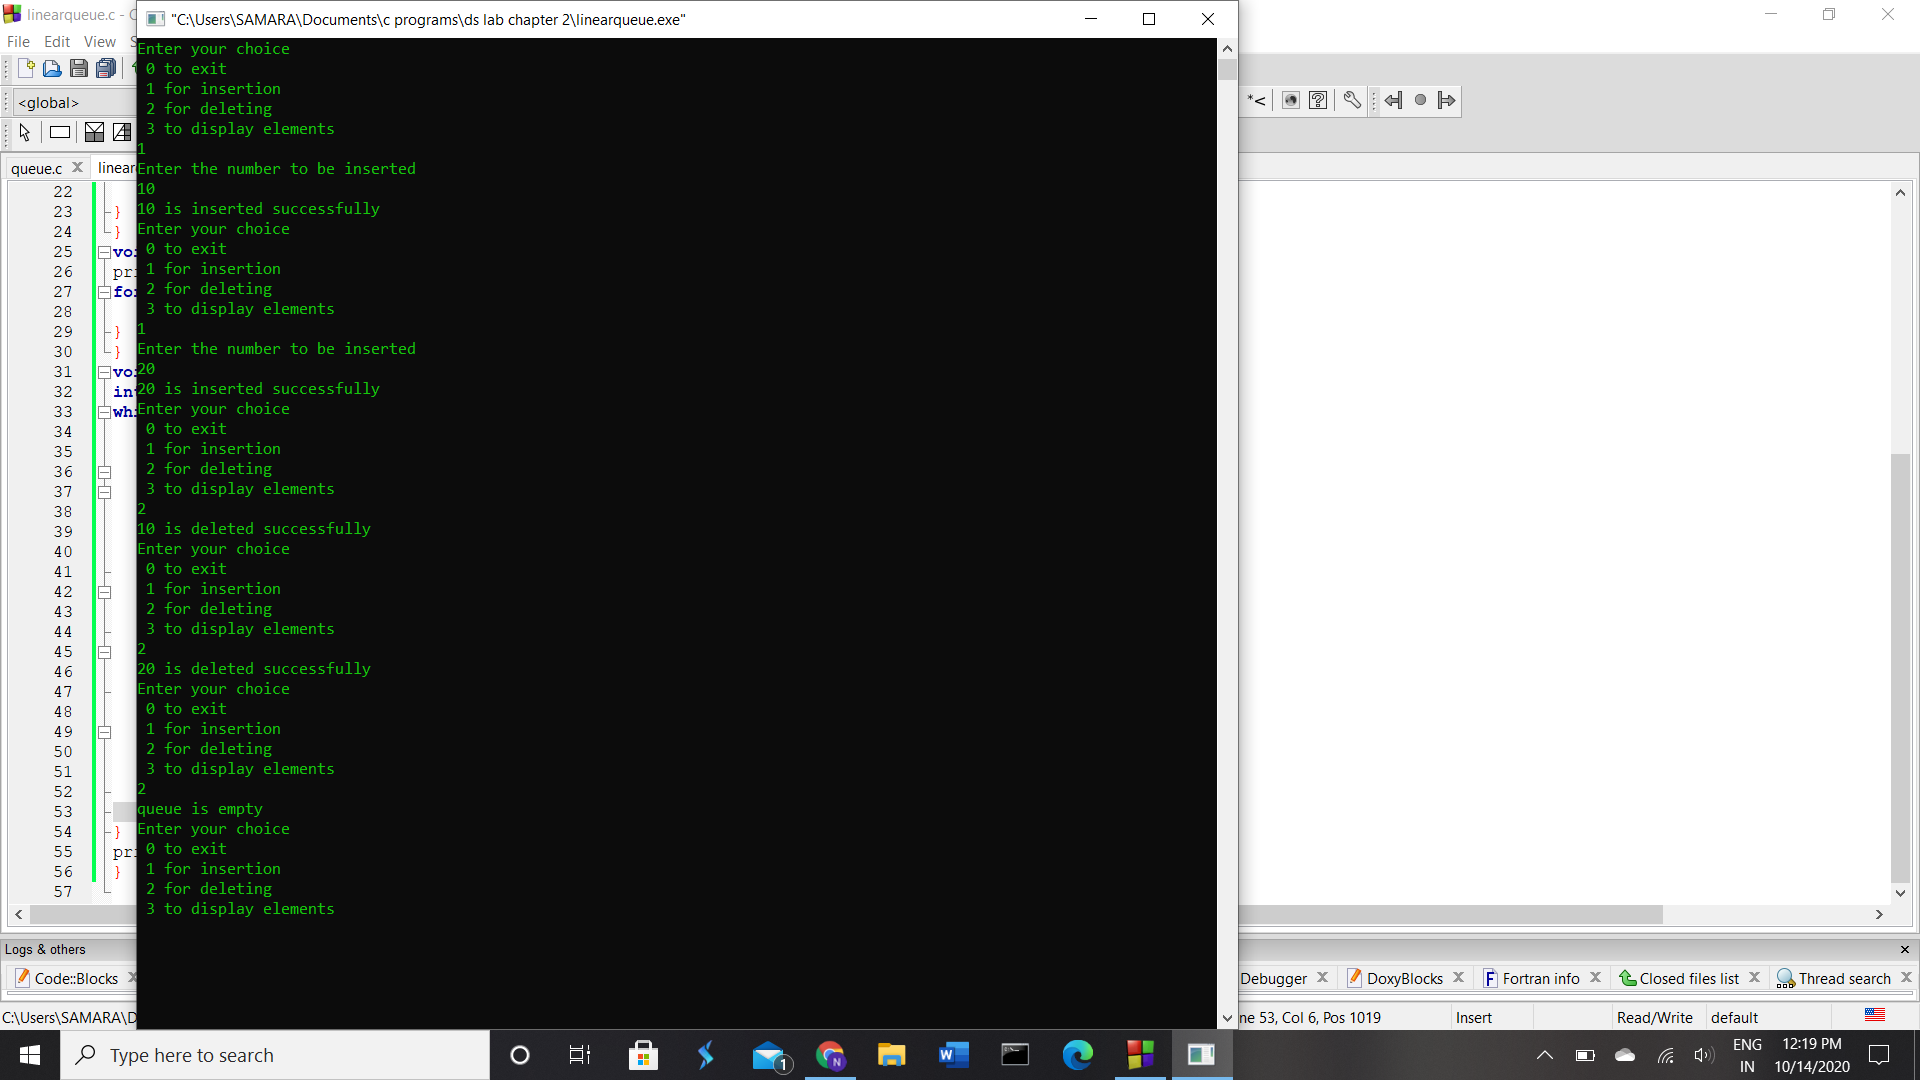 linearqueue.c - C
"C:\Users\SAMARA\Documents\c programs\ds lab chapter 2\linearqueue.exe"
File Edit View S
<global>
*<
queue.c linear
Enter your choice
0 to exit
1 for insertion
2 for deleting
3 to display elements
1
Enter the number to be inserted
10
10 is inserted successfully
Enter your choice
0 to exit
1 for insertion
2 for deleting
3 to display elements
1
Enter the number to be inserted
20
20 is inserted successfully
Enter your choice
0 to exit
1 for insertion
2 for deleting
3 to display elements
2
10 is deleted successfully
Enter your choice
0 to exit
1 for insertion
2 for deleting
3 to display elements
2
20 is deleted successfully
Enter your choice
0 to exit
1 for insertion
2 for deleting
3 to display elements
2
queue is empty
Enter your choice
0 to exit
1 for insertion
2 for deleting
3 to display elements
22
23 }
24 }
25 voi
26 pri
27 for
28
29 }
30 }
31 voi
32 int
33 whi
34
35
36
37
38
39
40
41
42
43
44
45
46
47
48
49
50
51
52
53
54 }
55 pri
56 }
57
Logs & others
Code::Blocks Debugger DoxyBlocks Fortran info Closed files list Thread search
C:\Users\SAMARA\D ne 53, Col 6, Pos 1019 Insert Read/Write default
Type here to search
1
N
ENG
IN
12:19 PM
10/14/2020